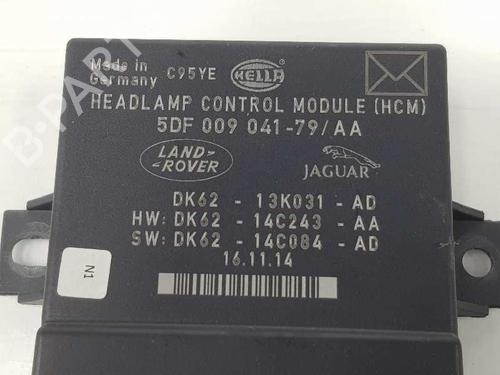 Made in
Germany
C95YE
HELLA
HEADLAMP CONTROL MODULE (HCM)
5DF 009 041-79/AA
LAND-
-ROVER
JAGUAR
DK62 - 13K031 - AD
HW: DK62 - 14C243 - AA
SW: DK62 - 14C084 - AD
16.11.14
N1
B-PARTS